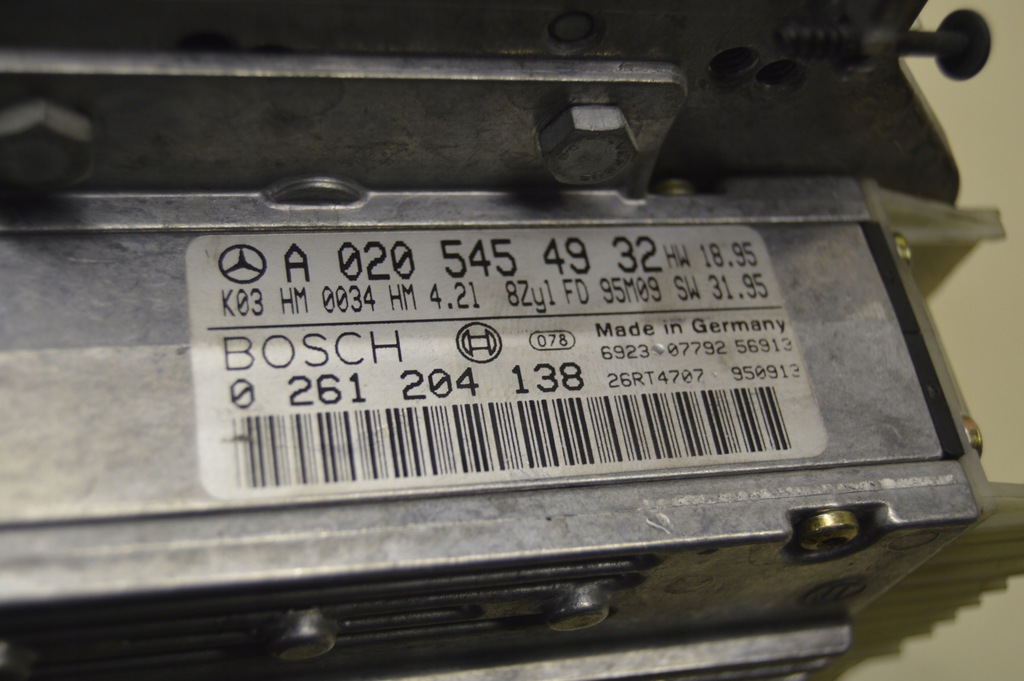 A 020 545 49 32 HW 18.95
K03 HM 0034 HM 4.2l 8Zyl FD 95M09 SW 31.95
BOSCH 078 Made in Germany
6923 07792 56913
0 261 204 138 26RT4707 950913